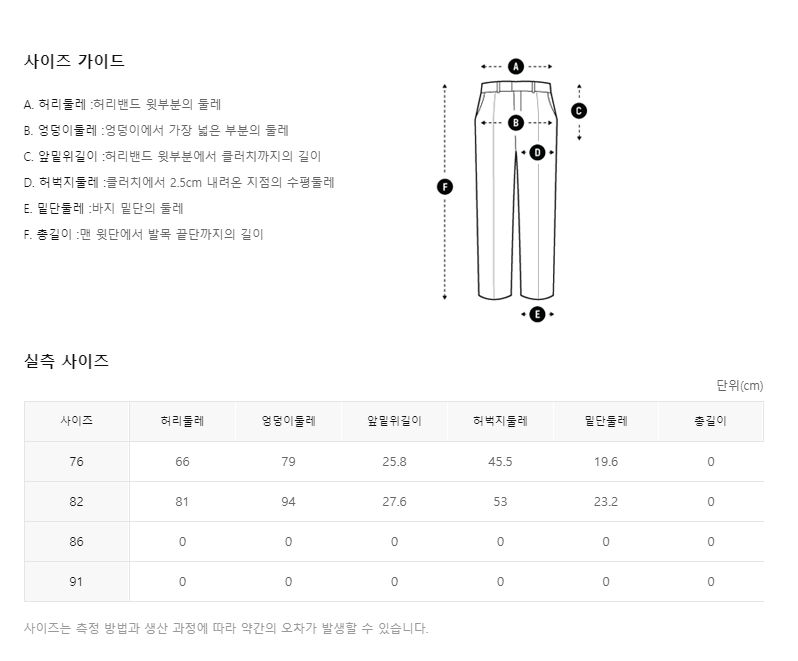 사이즈 가이드
A. 허리둘레 :허리밴드 윗부분의 둘레
B. 엉덩이둘레 :엉덩이에서 가장 넓은 부분의 둘레
C. 앞밑위길이 :허리밴드 윗부분에서 클러치까지의 길이
D. 허벅지둘레 :클러치에서 2.5cm 내려온 지점의 수평둘레
E. 밑단둘레 :바지 밑단의 둘레
F. 총길이 :맨 윗단에서 발목 끝단까지의 길이
A
C
B
D
F
E
실측 사이즈
단위(cm)
사이즈 허리둘레 엉덩이둘레 앞밑위길이 허벅지둘레 밑단둘레 총길이
76 66 79 25.8 45.5 19.6 0
82 81 94 27.6 53 23.2 0
86 0 0 0 0 0 0
91 0 0 0 0 0 0
사이즈는 측정 방법과 생산 과정에 따라 약간의 오차가 발생할 수 있습니다.